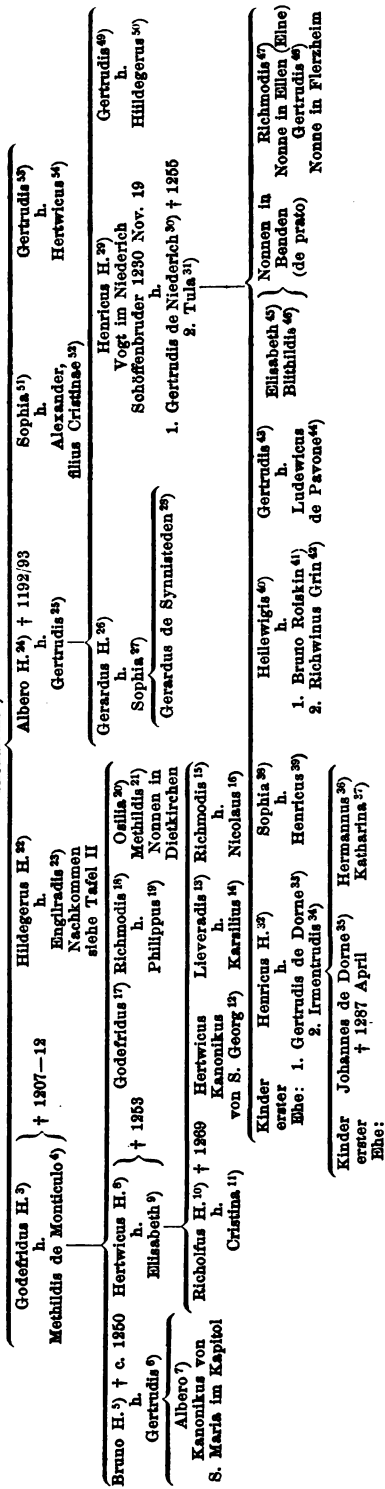 Godefridus H.³)
h.
Methildis de Monticulo⁴)
} † 1207—12
Hildegerus H.²²)
h.
Engilradis²³)
Nachkommen
siehe Tafel II
Albero H.²⁴) † 1192/93
h.
Gertrudis²⁵)
Sophia⁵¹)
h.
Alexander,
filius Cristinae⁵²)
Gertrudis⁵³)
h.
Hertwicus⁵⁴)
Bruno H.⁵) † c. 1250
h.
Gertrudis⁶)
Hertwicus H.⁸)
h.
Elisabeth⁹)
} † 1253
Godefridus¹⁷)
Richmodis¹⁸)
h.
Philippus¹⁹)
Osilia²⁰)
Methildis²¹)
Nonnen in
Dietkirchen
Gerardus H.²⁶)
h.
Sophia²⁷)
Henricus H.²⁹)
Vogt im Niederich
Schöffenbruder 1230 Nov. 19
h.
1. Gertrudis de Niederich³⁰) † 1255
2. Tula³¹)
Gertrudis⁴⁹)
h.
Hildegerus⁵⁰)
Albero⁷)
Kanonikus von
S. Maria im Kapitol
Richolfus H.¹⁰) † 1269
h.
Cristina¹¹)
Hertwicus
Kanonikus
von S. Georg¹²)
Lieveradis¹³)
h.
Karsilius¹⁴)
Richmodis¹⁵)
h.
Nicolaus¹⁶)
Gerardus de Synnisteden²⁸)
Kinder
erster
Ehe:
Henricus H.³²)
h.
1. Gertrudis de Dorne³³)
2. Irmentrudis³⁴)
Sophia³⁸)
h.
Henricus³⁹)
Heilewigis⁴⁰)
h.
1. Bruno Roiskin⁴¹)
2. Richwinus Grin⁴²)
Gertrudis⁴³)
h.
Ludewicus
de Pavone⁴⁴)
Elisabeth⁴⁵)
Blithildis⁴⁶)
} Nonnen in
Benden
(de prato)
Richmodis⁴⁷)
Nonne in Ellen (Elne)
Gertrudis⁴⁸)
Nonne in Flerzheim
Kinder
erster
Ehe:
Johannes de Dorne³⁵)
† 1287 April
Hermannus³⁶)
Katharina³⁷)